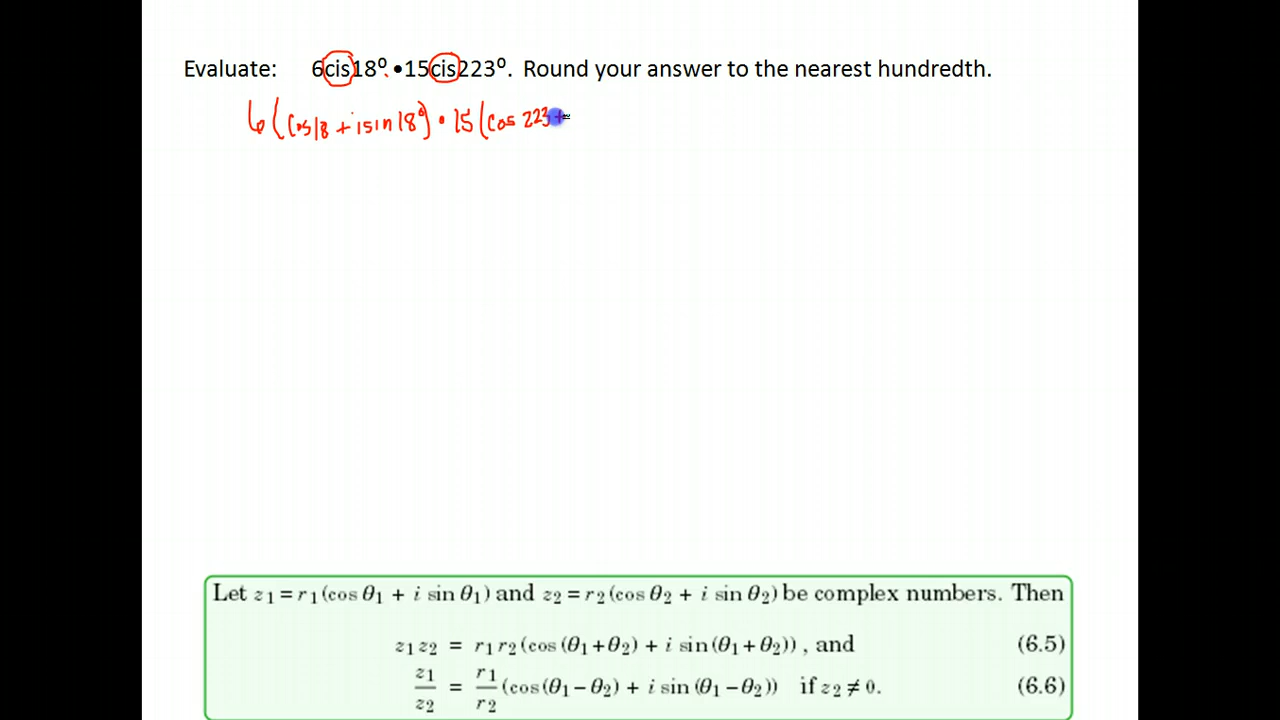 Evaluate: 6cis18⁰.•15cis223⁰. Round your answer to the nearest hundredth.
6(cos18 + isin18°) • 15(cos 223+
Let z₁ = r₁(cos θ₁ + i sin θ₁) and z₂ = r₂(cos θ₂ + i sin θ₂) be complex numbers. Then
z₁z₂ = r₁r₂(cos(θ₁+θ₂) + i sin(θ₁+θ₂)), and (6.5)
z₁/z₂ = r₁/r₂ (cos(θ₁−θ₂) + i sin(θ₁−θ₂)) if z₂ ≠ 0. (6.6)